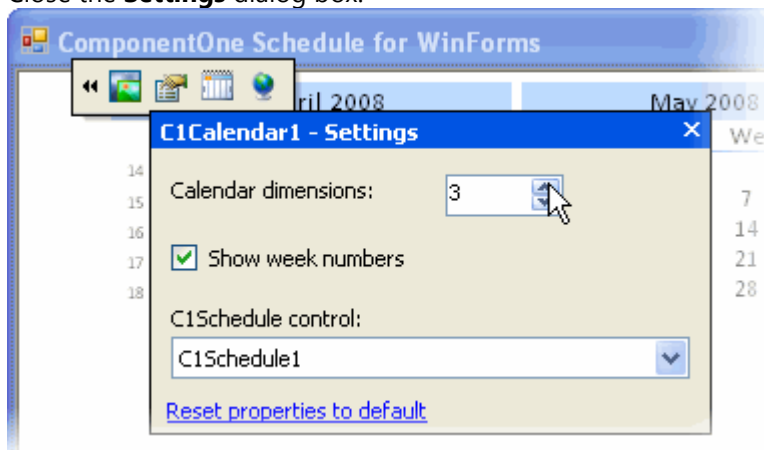 Close the Settings dialog box.
ComponentOne Schedule for WinForms
ril 2008 May 2008
C1Calendar1 - Settings
We
14
Calendar dimensions: 3
15 7
16 14
17 Show week numbers 21
18 28
C1Schedule control:
C1Schedule1
Reset properties to default